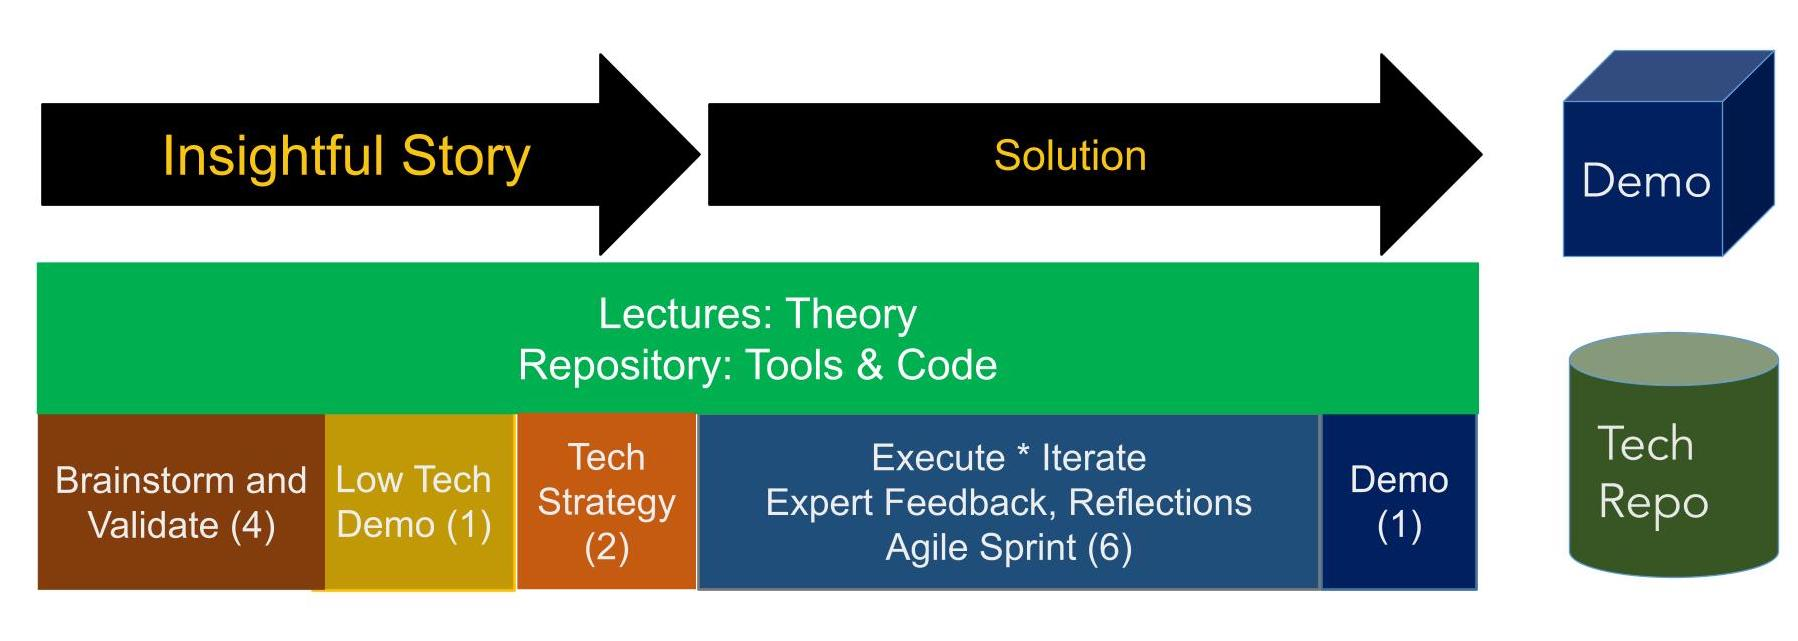 Insightful Story
Solution
Demo
Lectures: Theory
Repository: Tools & Code
Brainstorm and
Validate (4)
Low Tech
Demo (1)
Tech
Strategy
(2)
Execute * Iterate
Expert Feedback, Reflections
Agile Sprint (6)
Demo
(1)
Tech
Repo